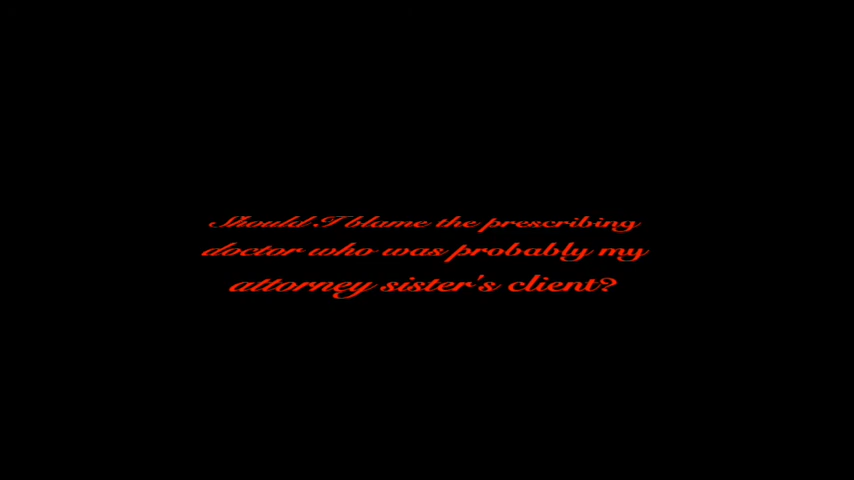 Should I blame the prescribing
doctor who was probably my
attorney sister's client?